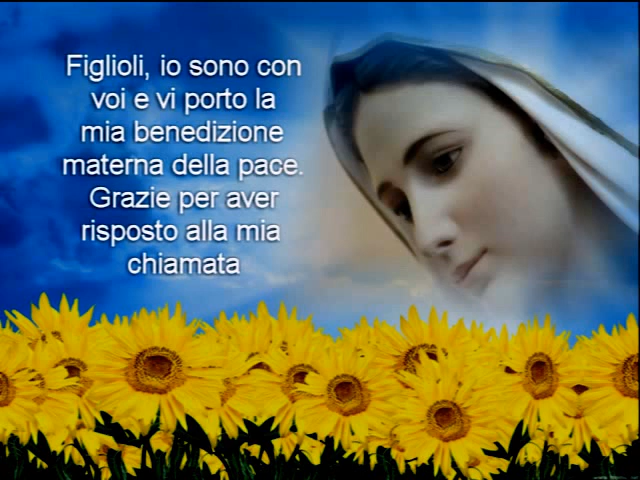 Figlioli, io sono con
voi e vi porto la
mia benedizione
materna della pace.
Grazie per aver
risposto alla mia
chiamata